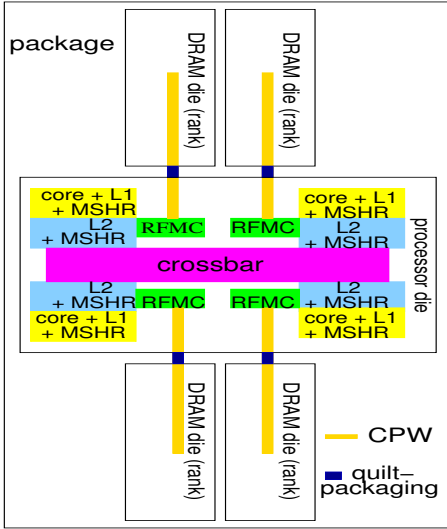 package
DRAM die (rank)
DRAM die (rank)
core + L1
+ MSHR
core + L1
+ MSHR
L2
+ MSHR
RFMC
RFMC
L2
+ MSHR
processor die
crossbar
L2
+ MSHR
RFMC
RFMC
L2
+ MSHR
core + L1
+ MSHR
core + L1
+ MSHR
DRAM die (rank)
DRAM die (rank)
CPW
quilt–
packaging